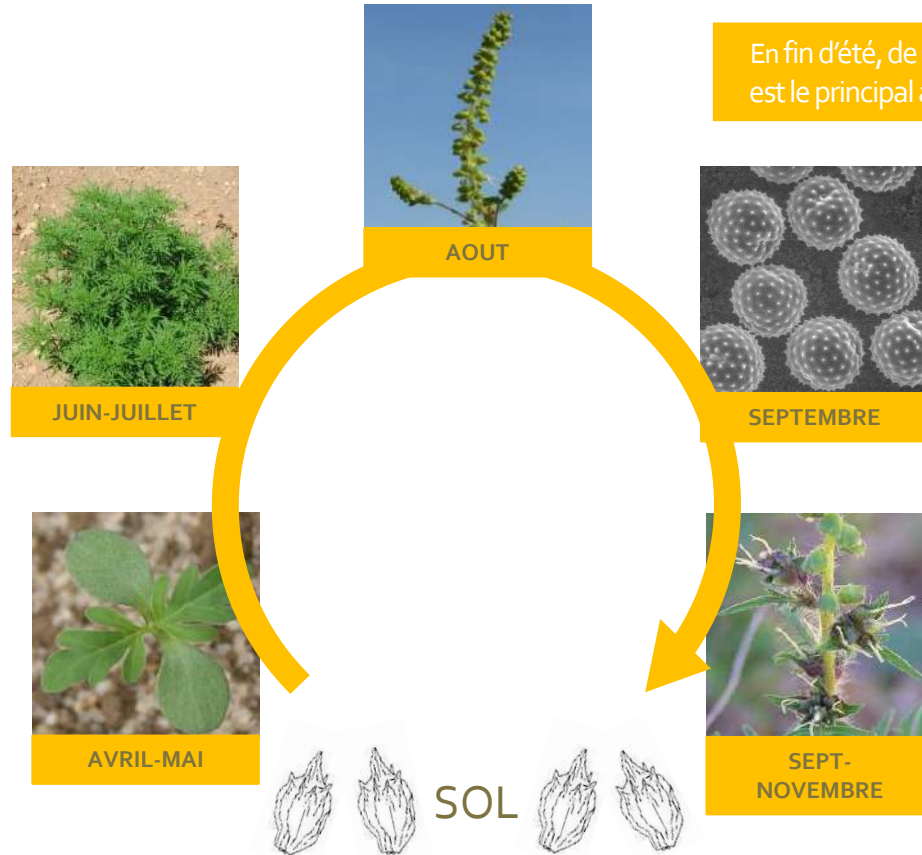 En fin d'été, de
est le principal
AOUT
JUIN-JUILLET
SEPTEMBRE
AVRIL-MAI
SEPT-
NOVEMBRE
SOL